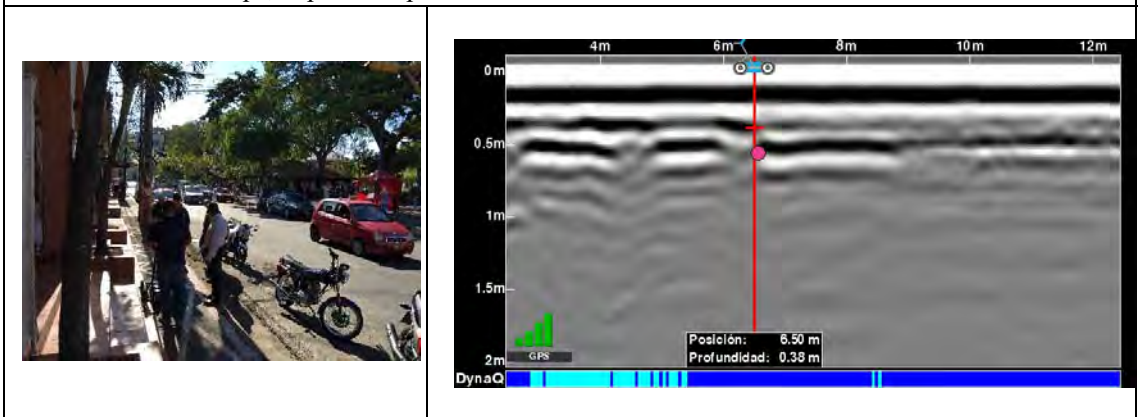 4m 6m 8m 10m 12m
0m
0.5m
1m
1.5m
Posición: 6.50 m
Profundidad: 0.38 m
GPS
2m
DynaQ